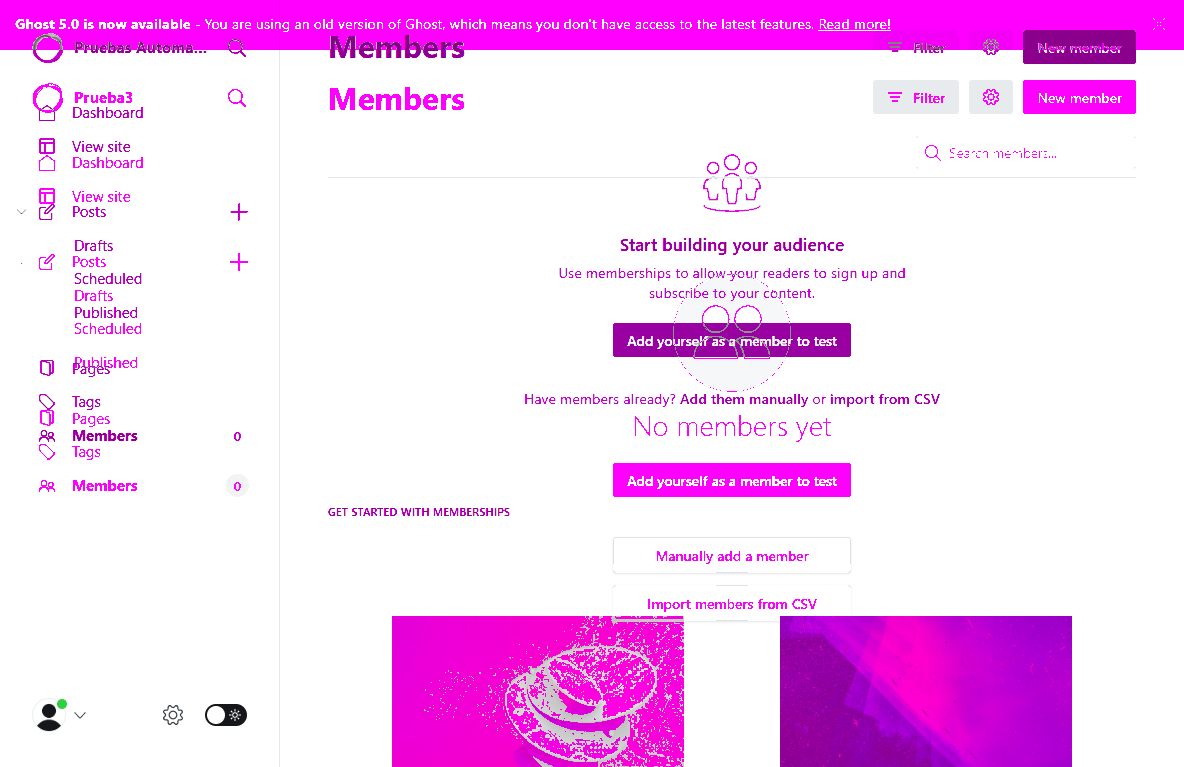 Ghost 5.0 is now available - You are using an old version of Ghost, which means you don't have access to the latest features. Read more!
Pruebas Automa...
Members
Filter
New member
Prueba3
Members
Filter
New member
Dashboard
View site
Dashboard
View site
Posts
Drafts
Posts
Scheduled
Drafts
Published
Scheduled
Published
Pages
Tags
Pages
Members 0
Tags
Members 0
Search members...
Start building your audience
Use memberships to allow your readers to sign up and
subscribe to your content.
Add yourself as a member to test
Have members already? Add them manually or import from CSV
No members yet
Add yourself as a member to test
GET STARTED WITH MEMBERSHIPS
Manually add a member
Import members from CSV